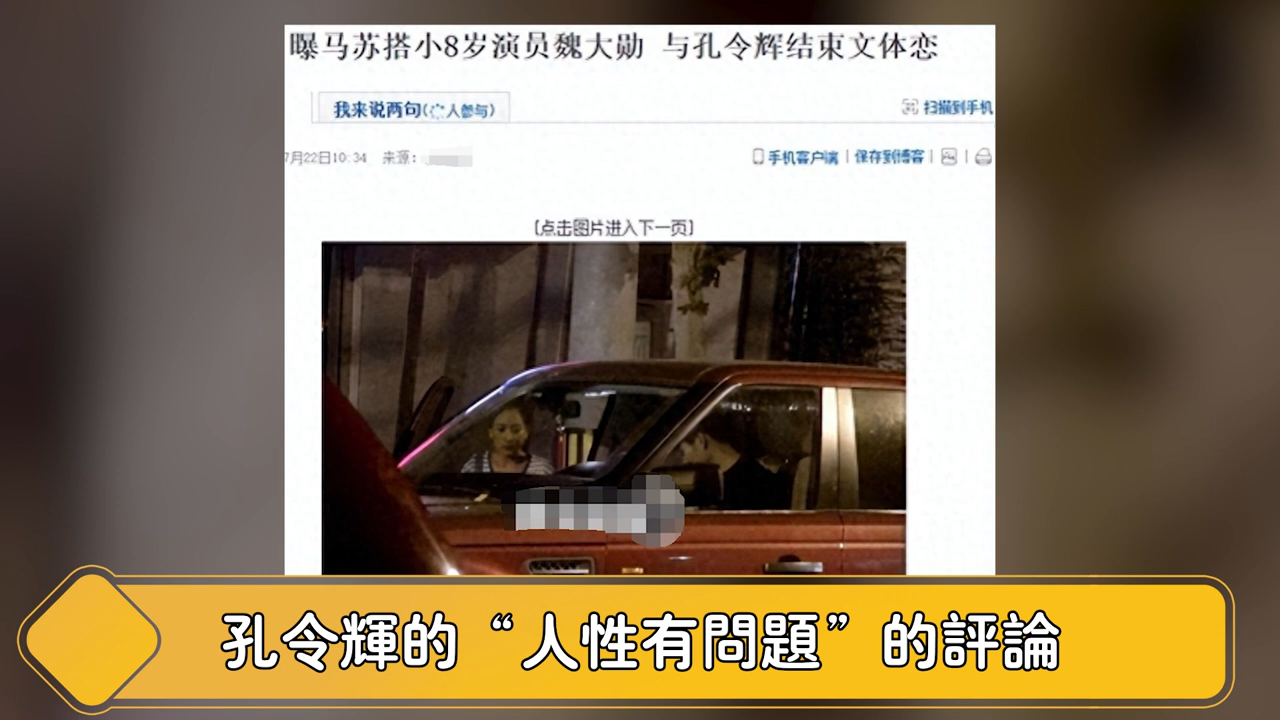 曝马苏搭小8岁演员魏大勋 与孔令辉结束文体恋
我来说两句(人参与)
扫描到手机
7月22日10:34 来源:
手机客户端 | 保存到博客 | |
(点击图片进入下一页)
孔令輝的“人性有問題”的評論